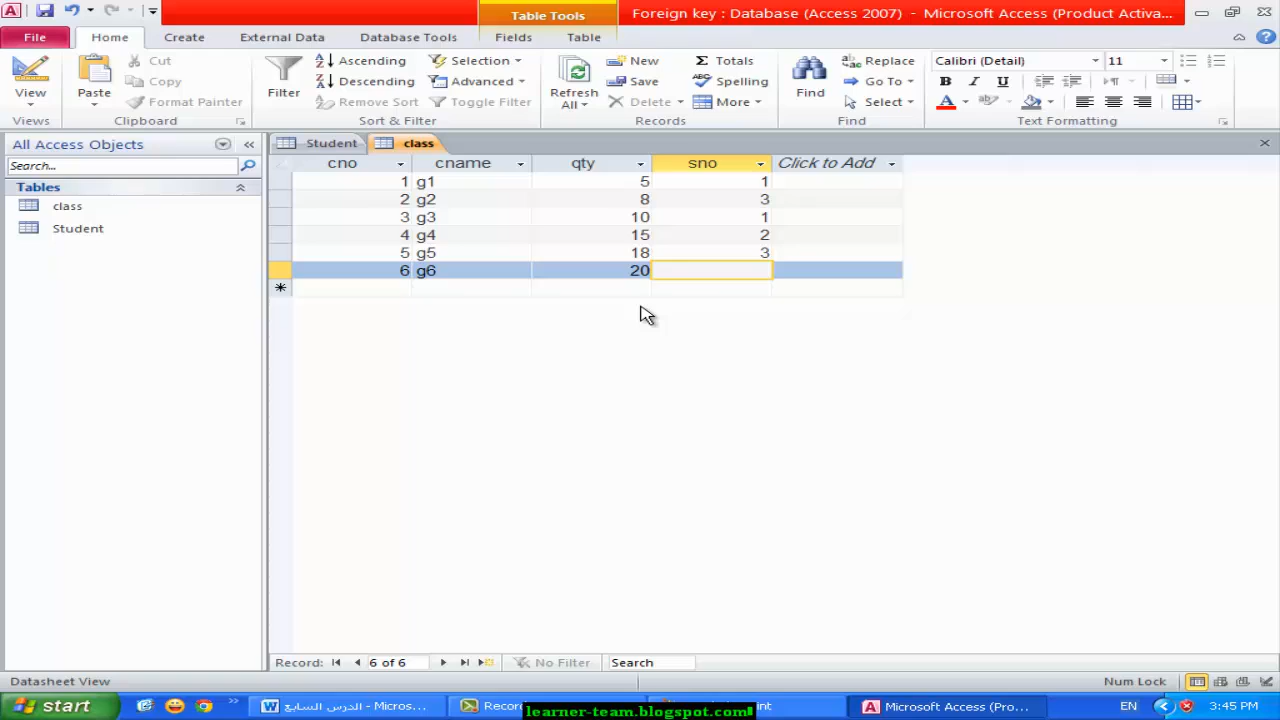 Table Tools
Foreign key : Database (Access 2007) - Microsoft Access (Product Activa...
File
Home
Create
External Data
Database Tools
Fields
Table
View
Views
Paste
Cut
Copy
Format Painter
Clipboard
Filter
Ascending
Descending
Remove Sort
Selection
Advanced
Toggle Filter
Sort & Filter
Refresh All
New
Save
Delete
Totals
Spelling
More
Records
Find
Replace
Go To
Select
Find
Calibri (Detail)
11
B I U
A
Text Formatting
All Access Objects
Search...
Tables
class
Student
Student
class
cno cname qty sno Click to Add
1 g1 5 1
2 g2 8 3
3 g3 10 1
4 g4 15 2
5 g5 18 3
6 g6 20
Record:
6 of 6
No Filter
Search
Datasheet View
Num Lock
start
الدرس السابع - Micros...
Microsoft Access (Pro...
EN
3:45 PM
learner-team.blogspot.com